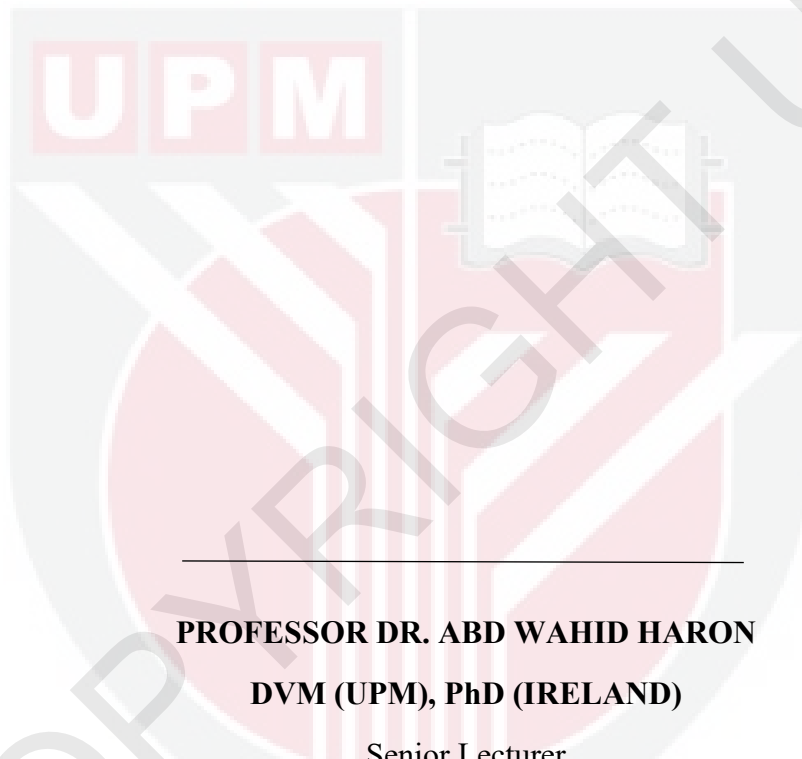 UPM
PROFESSOR DR. ABD WAHID HARON
DVM (UPM), PhD (IRELAND)
Senior Lecturer